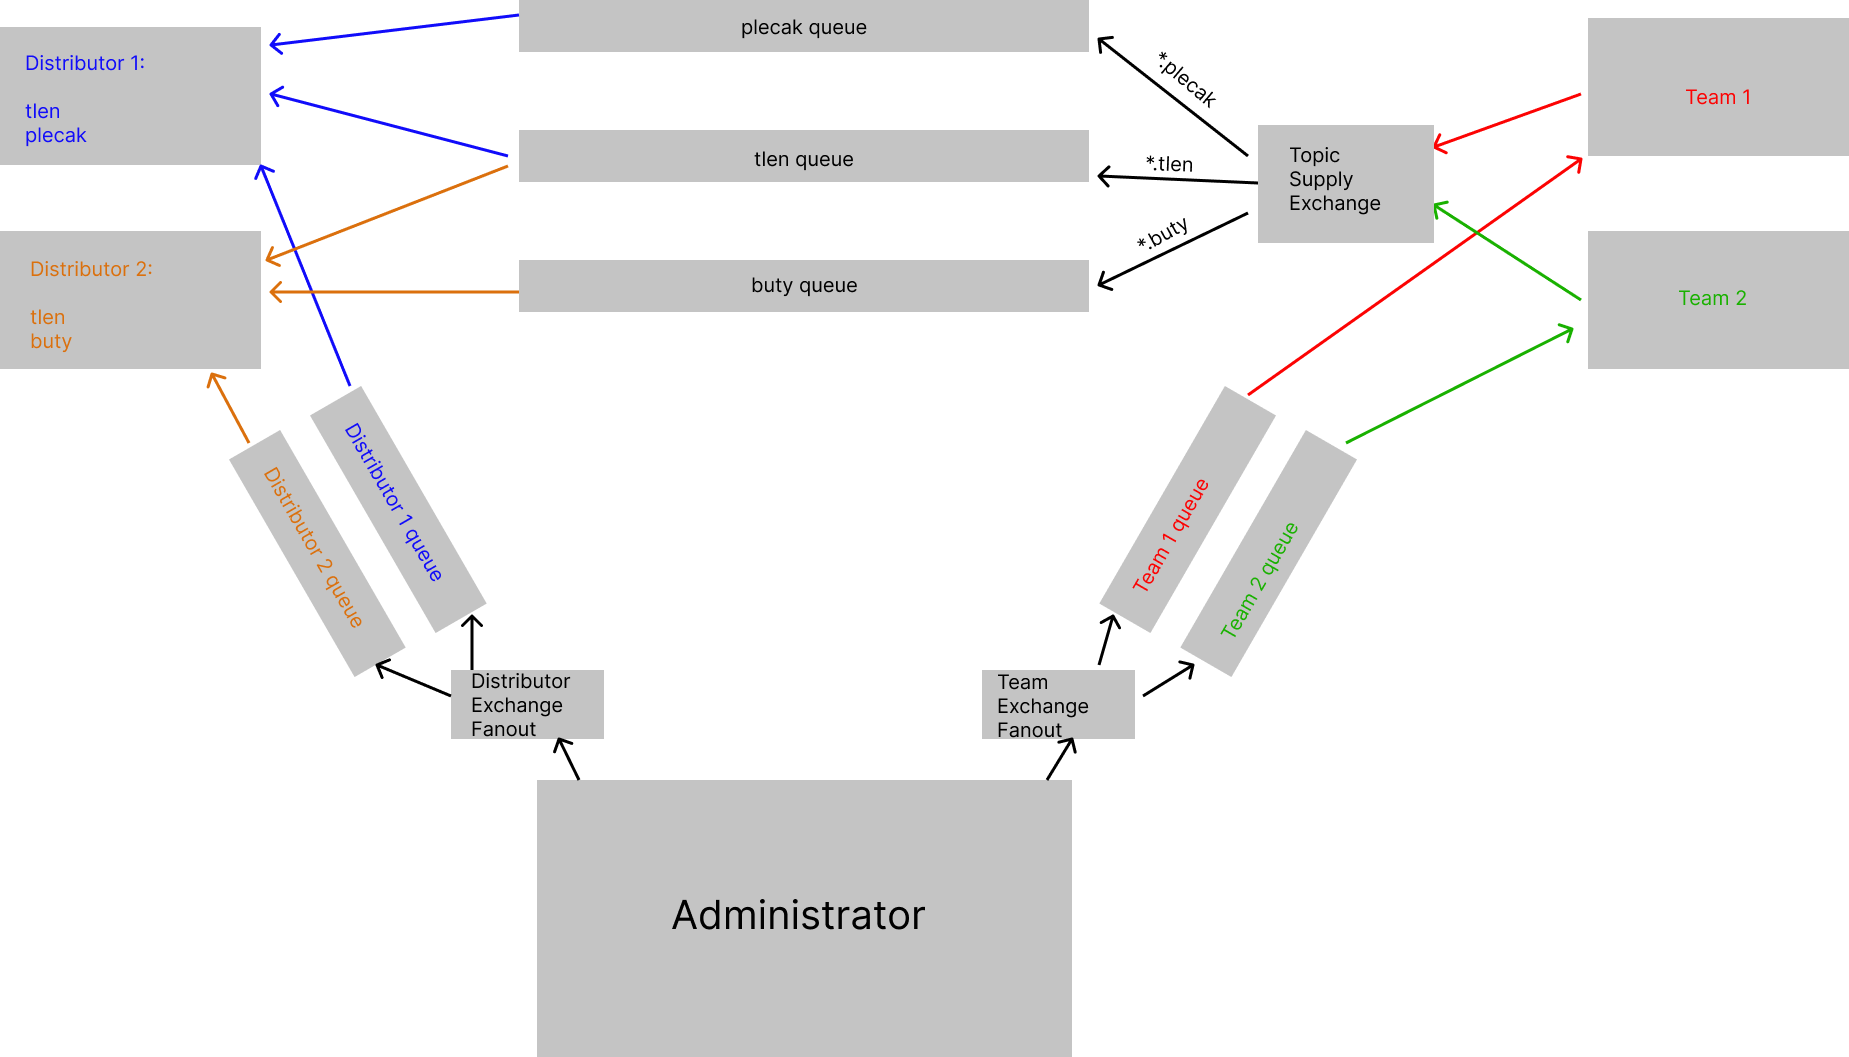 plecak queue
Distributor 1:
tlen
plecak
*.plecak
Team 1
tlen queue
*.tlen
Topic
Supply
Exchange
*.buty
Distributor 2:
tlen
buty
buty queue
Team 2
Distributor 1 queue
Distributor 2 queue
Team 1 queue
Team 2 queue
Distributor
Exchange
Fanout
Team
Exchange
Fanout
Administrator